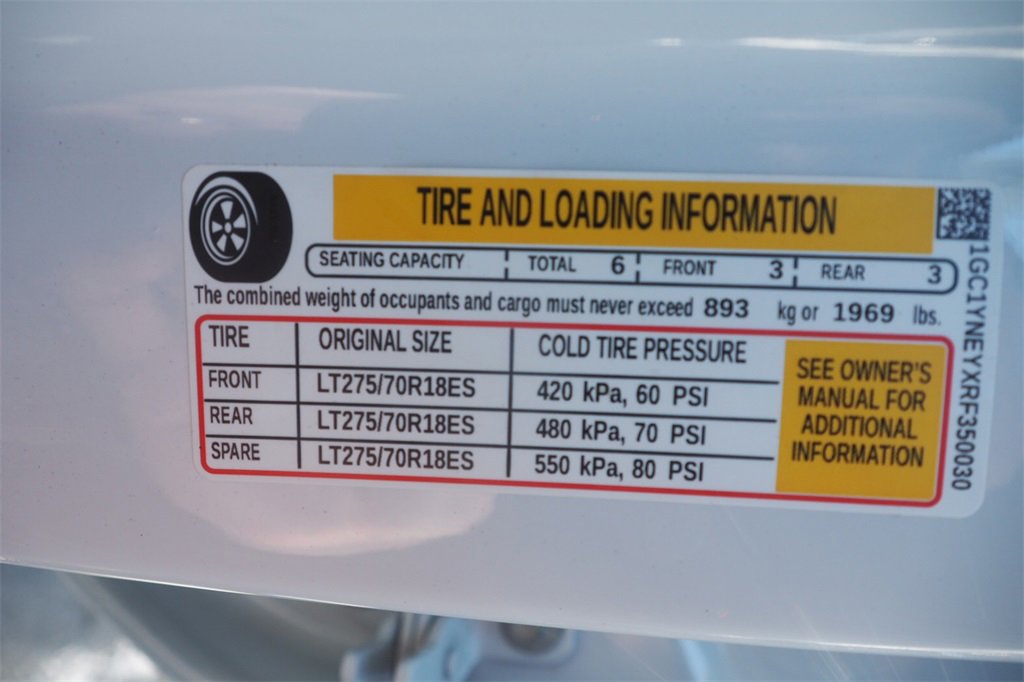 TIRE AND LOADING INFORMATION
SEATING CAPACITY TOTAL 6 FRONT 3 REAR 3
The combined weight of occupants and cargo must never exceed 893 kg or 1969 lbs.
TIRE ORIGINAL SIZE COLD TIRE PRESSURE
FRONT LT275/70R18ES 420 kPa, 60 PSI
REAR LT275/70R18ES 480 kPa, 70 PSI
SPARE LT275/70R18ES 550 kPa, 80 PSI
SEE OWNER'S
MANUAL FOR
ADDITIONAL
INFORMATION
1GC1YNEYXRF350030